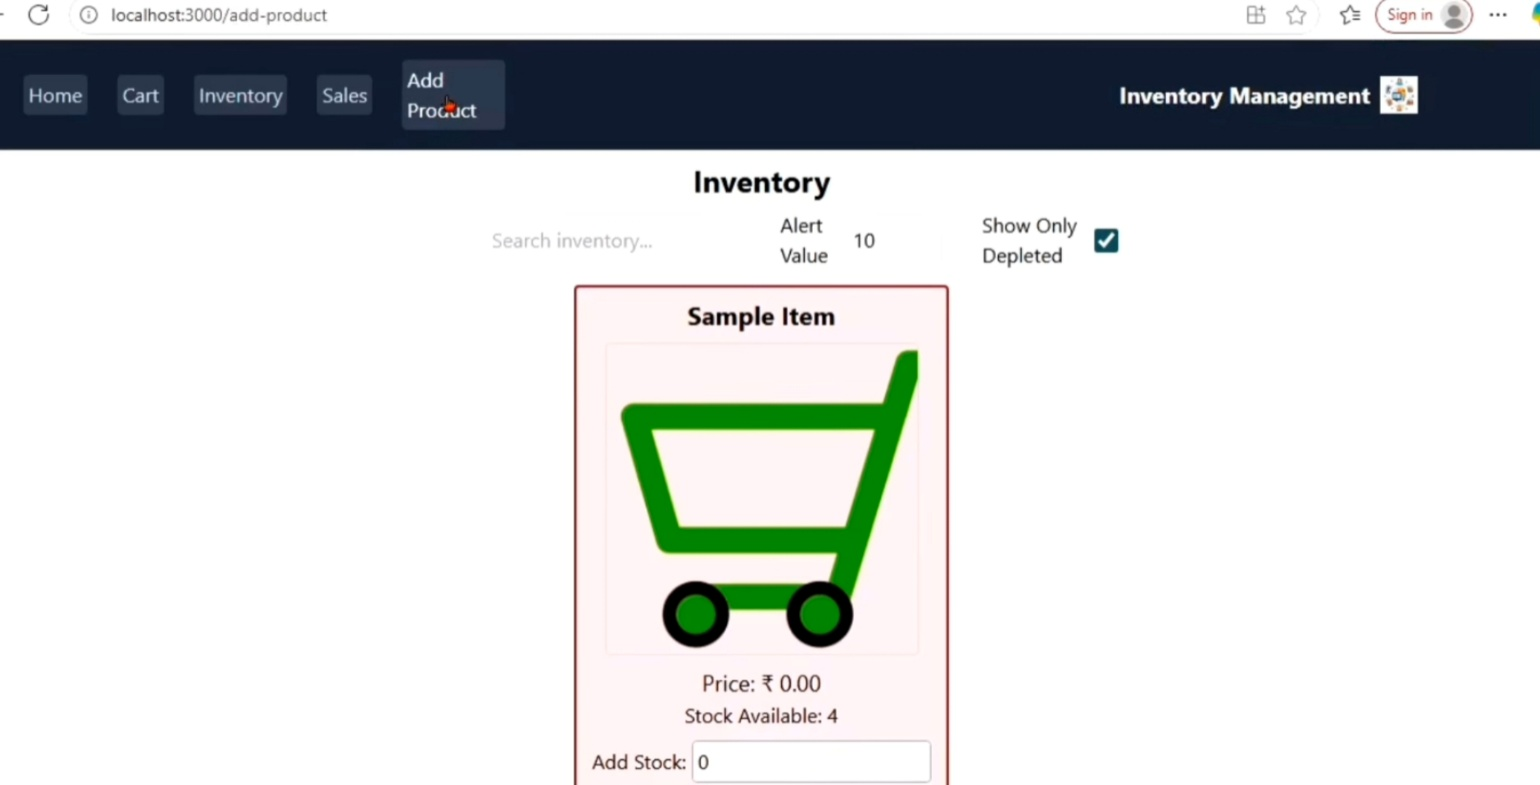 localhost:3000/add-product
Sign in
Home
Cart
Inventory
Sales
Add
Product
Inventory Management
Inventory
Search inventory...
Alert
Value
10
Show Only
Depleted
Sample Item
Price: ₹ 0.00
Stock Available: 4
Add Stock: 0